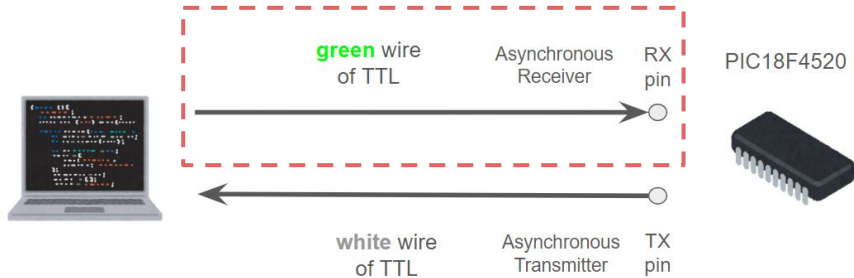 green wire
of TTL
Asynchronous
Receiver
RX
pin
PIC18F4520
white wire
of TTL
Asynchronous
Transmitter
TX
pin